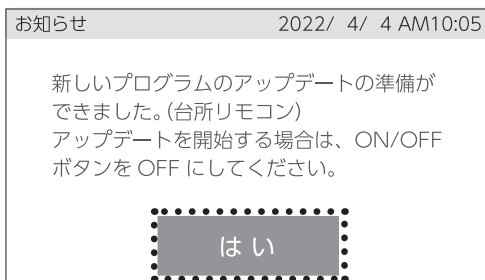 お知らせ 2022/ 4/ 4 AM10:05
新しいプログラムのアップデートの準備が
できました。(台所リモコン)
アップデートを開始する場合は、ON/OFF
ボタンを OFF にしてください。
はい